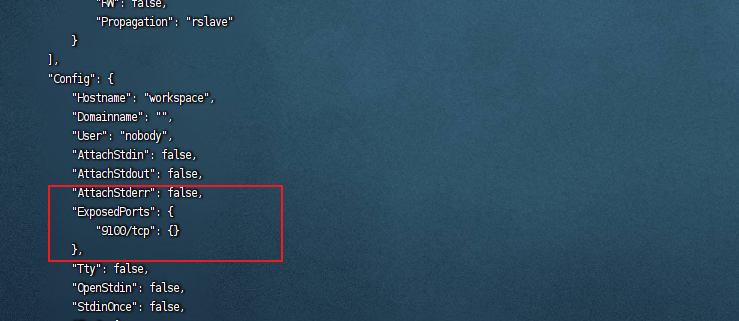 "RW": false,
"Propagation": "rslave"
}
],
"Config": {
"Hostname": "workspace",
"Domainname": "",
"User": "nobody",
"AttachStdin": false,
"AttachStdout": false,
"AttachStderr": false,
"ExposedPorts": {
"9100/tcp": {}
},
"Tty": false,
"OpenStdin": false,
"StdinOnce": false,